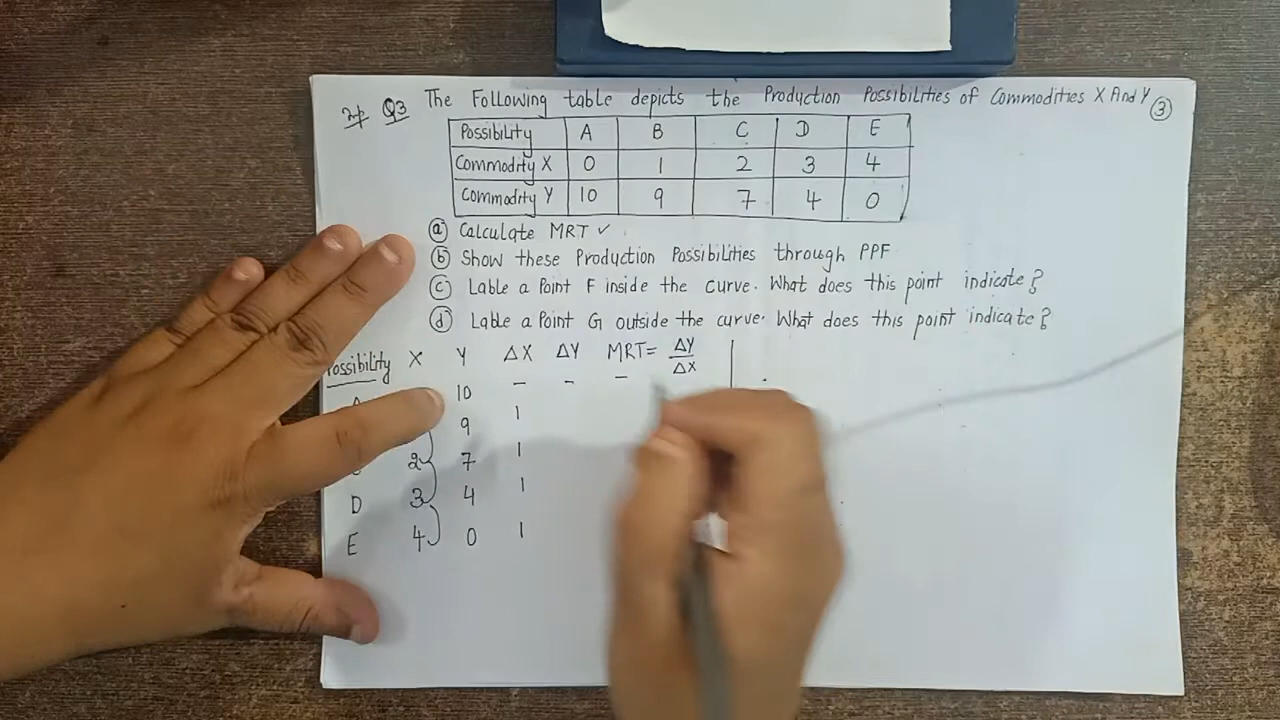 Imp Q3 The Following table depicts the Production Possibilities of Commodities X And Y ③
Possibility A B C D E
Commodity X 0 1 2 3 4
Commodity Y 10 9 7 4 0
ⓐ Calculate MRT ✓
ⓑ Show these Production Possibilities through PPF
ⓒ Lable a Point F inside the curve. What does this point indicate?
ⓓ Lable a Point G outside the curve. What does this point indicate?
Possibility X Y ΔX ΔY MRT= ΔY/ΔX
10 – – –
9 1
2 7 1
D 3 4 1
E 4 0 1